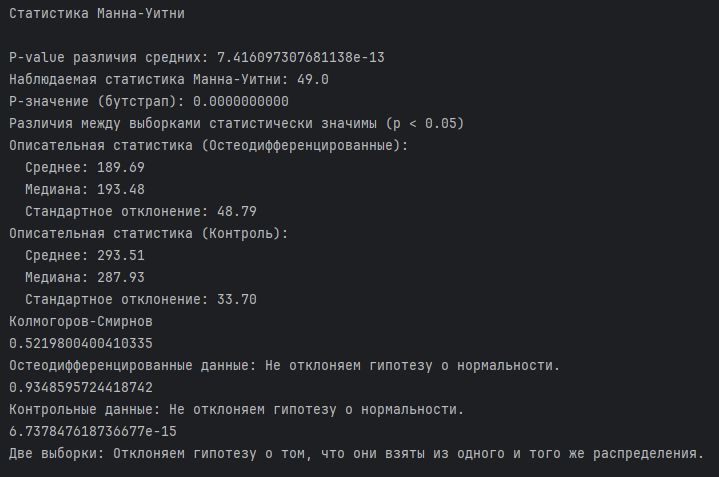 Статистика Манна-Уитни
P-value различия средних: 7.416097307681138e-13
Наблюдаемая статистика Манна-Уитни: 49.0
P-значение (бутстрап): 0.0000000000
Различия между выборками статистически значимы (p < 0.05)
Описательная статистика (Остеодифференцированные):
Среднее: 189.69
Медиана: 193.48
Стандартное отклонение: 48.79
Описательная статистика (Контроль):
Среднее: 293.51
Медиана: 287.93
Стандартное отклонение: 33.70
Колмогоров-Смирнов
0.5219800400410335
Остеодифференцированные данные: Не отклоняем гипотезу о нормальности.
0.9348595724418742
Контрольные данные: Не отклоняем гипотезу о нормальности.
6.737847618736677e-15
Две выборки: Отклоняем гипотезу о том, что они взяты из одного и того же распределения.